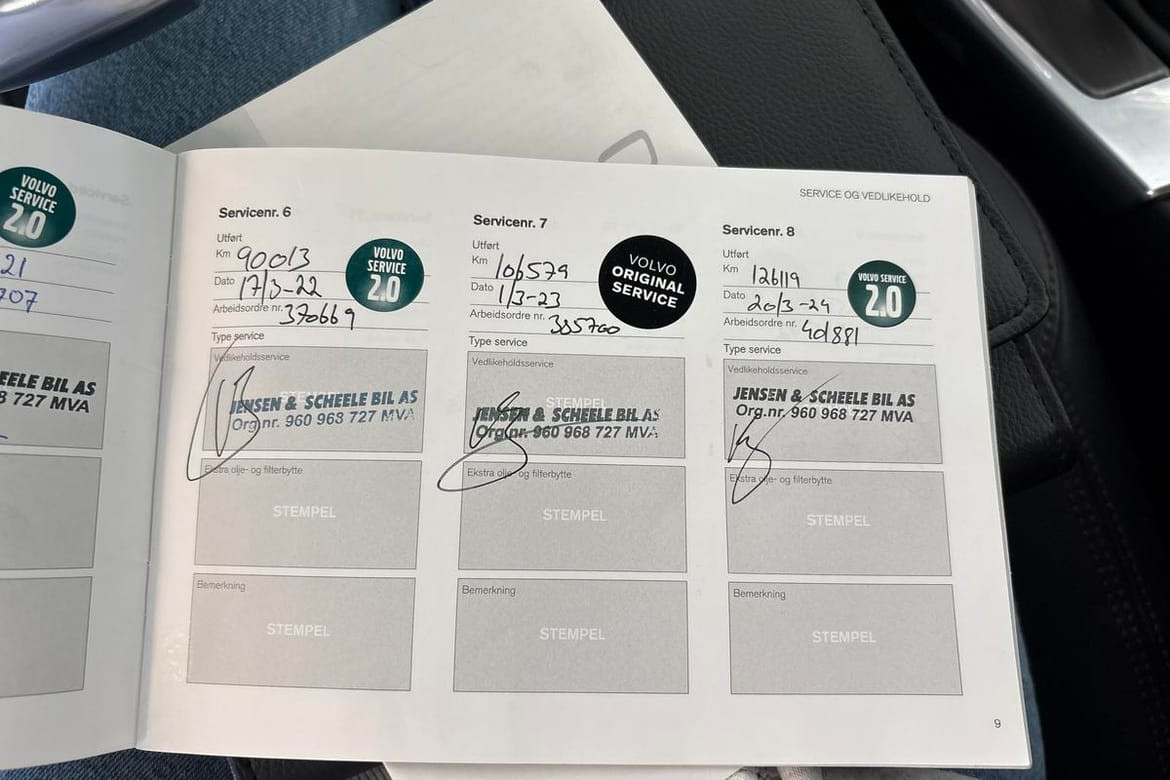 VOLVO
SERVICE
2.0
21
207
EELE BIL AS
8 727 MVA
SERVICE OG VEDLIKEHOLD
Servicenr. 6
Utført
Km 90013
Dato 17/3-22
VOLVO
SERVICE
2.0
Arbeidsordre nr. 370669
Type service
Vedlikeholdsservice
JENSEN & SCHEELE BIL AS
Org.nr. 960 968 727 MVA
Ekstra olje- og filterbytte
STEMPEL
Bemerkning
STEMPEL
Servicenr. 7
Utført
Km 106579
Dato 1/3-23
VOLVO
ORIGINAL
SERVICE
Arbeidsordre nr. 385700
Type service
Vedlikeholdsservice
STEMPEL
JENSEN & SCHEELE BIL AS
Org.nr. 960 968 727 MVA
Ekstra olje- og filterbytte
STEMPEL
Bemerkning
STEMPEL
Servicenr. 8
Utført
Km 126119
Dato 20/3-24
VOLVO SERVICE
2.0
Arbeidsordre nr. 401881
Type service
Vedlikeholdsservice
JENSEN & SCHEELE BIL AS
Org.nr. 960 968 727 MVA
Ekstra olje- og filterbytte
STEMPEL
Bemerkning
STEMPEL
9